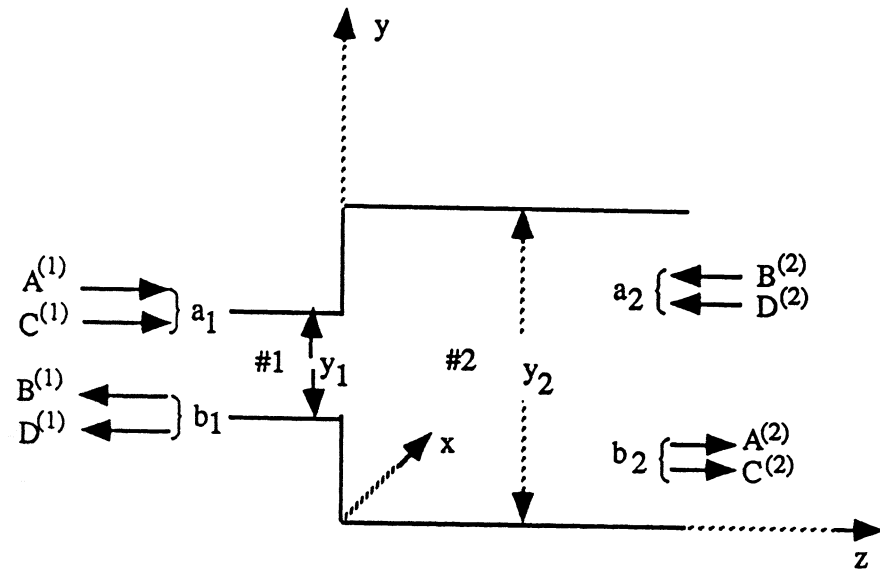 y
A(1)
C(1)
a1
B(1)
D(1)
b1
#1
y1
#2
y2
a2
B(2)
D(2)
x
b2
A(2)
C(2)
z